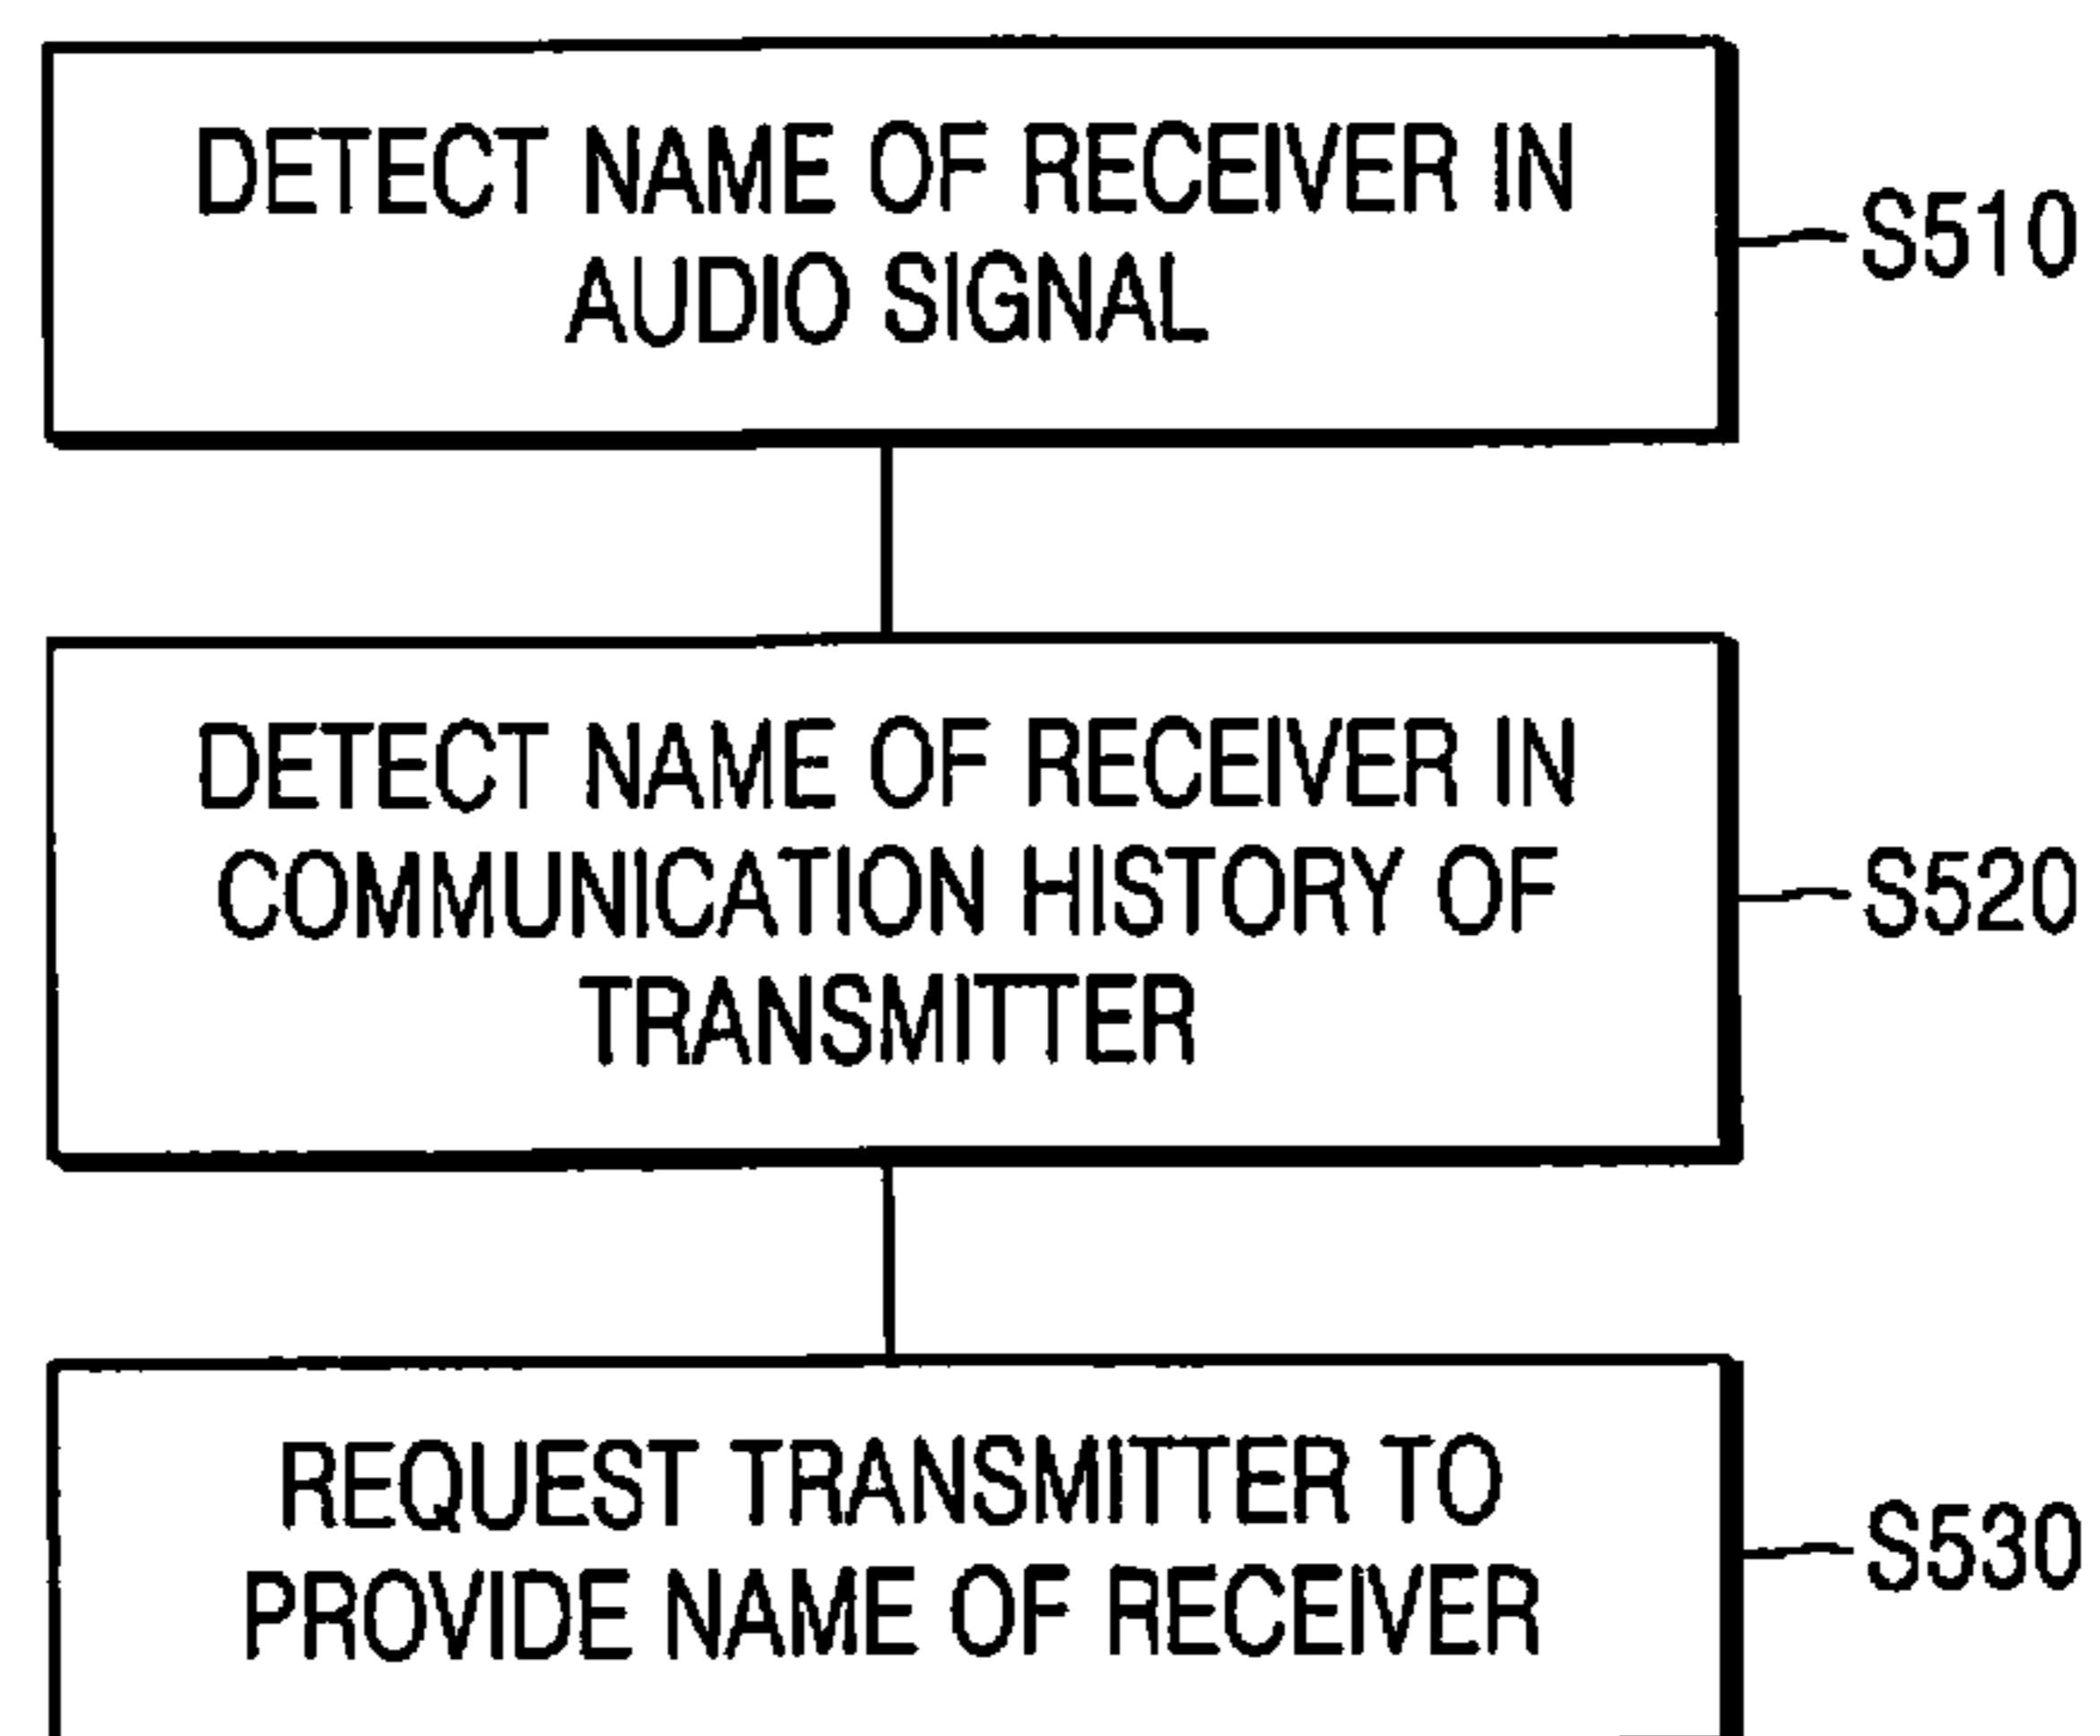 DETECT NAME OF RECEIVER IN
AUDIO SIGNAL
S510
DETECT NAME OF RECEIVER IN
COMMUNICATION HISTORY OF
TRANSMITTER
S520
REQUEST TRANSMITTER TO
PROVIDE NAME OF RECEIVER
S530